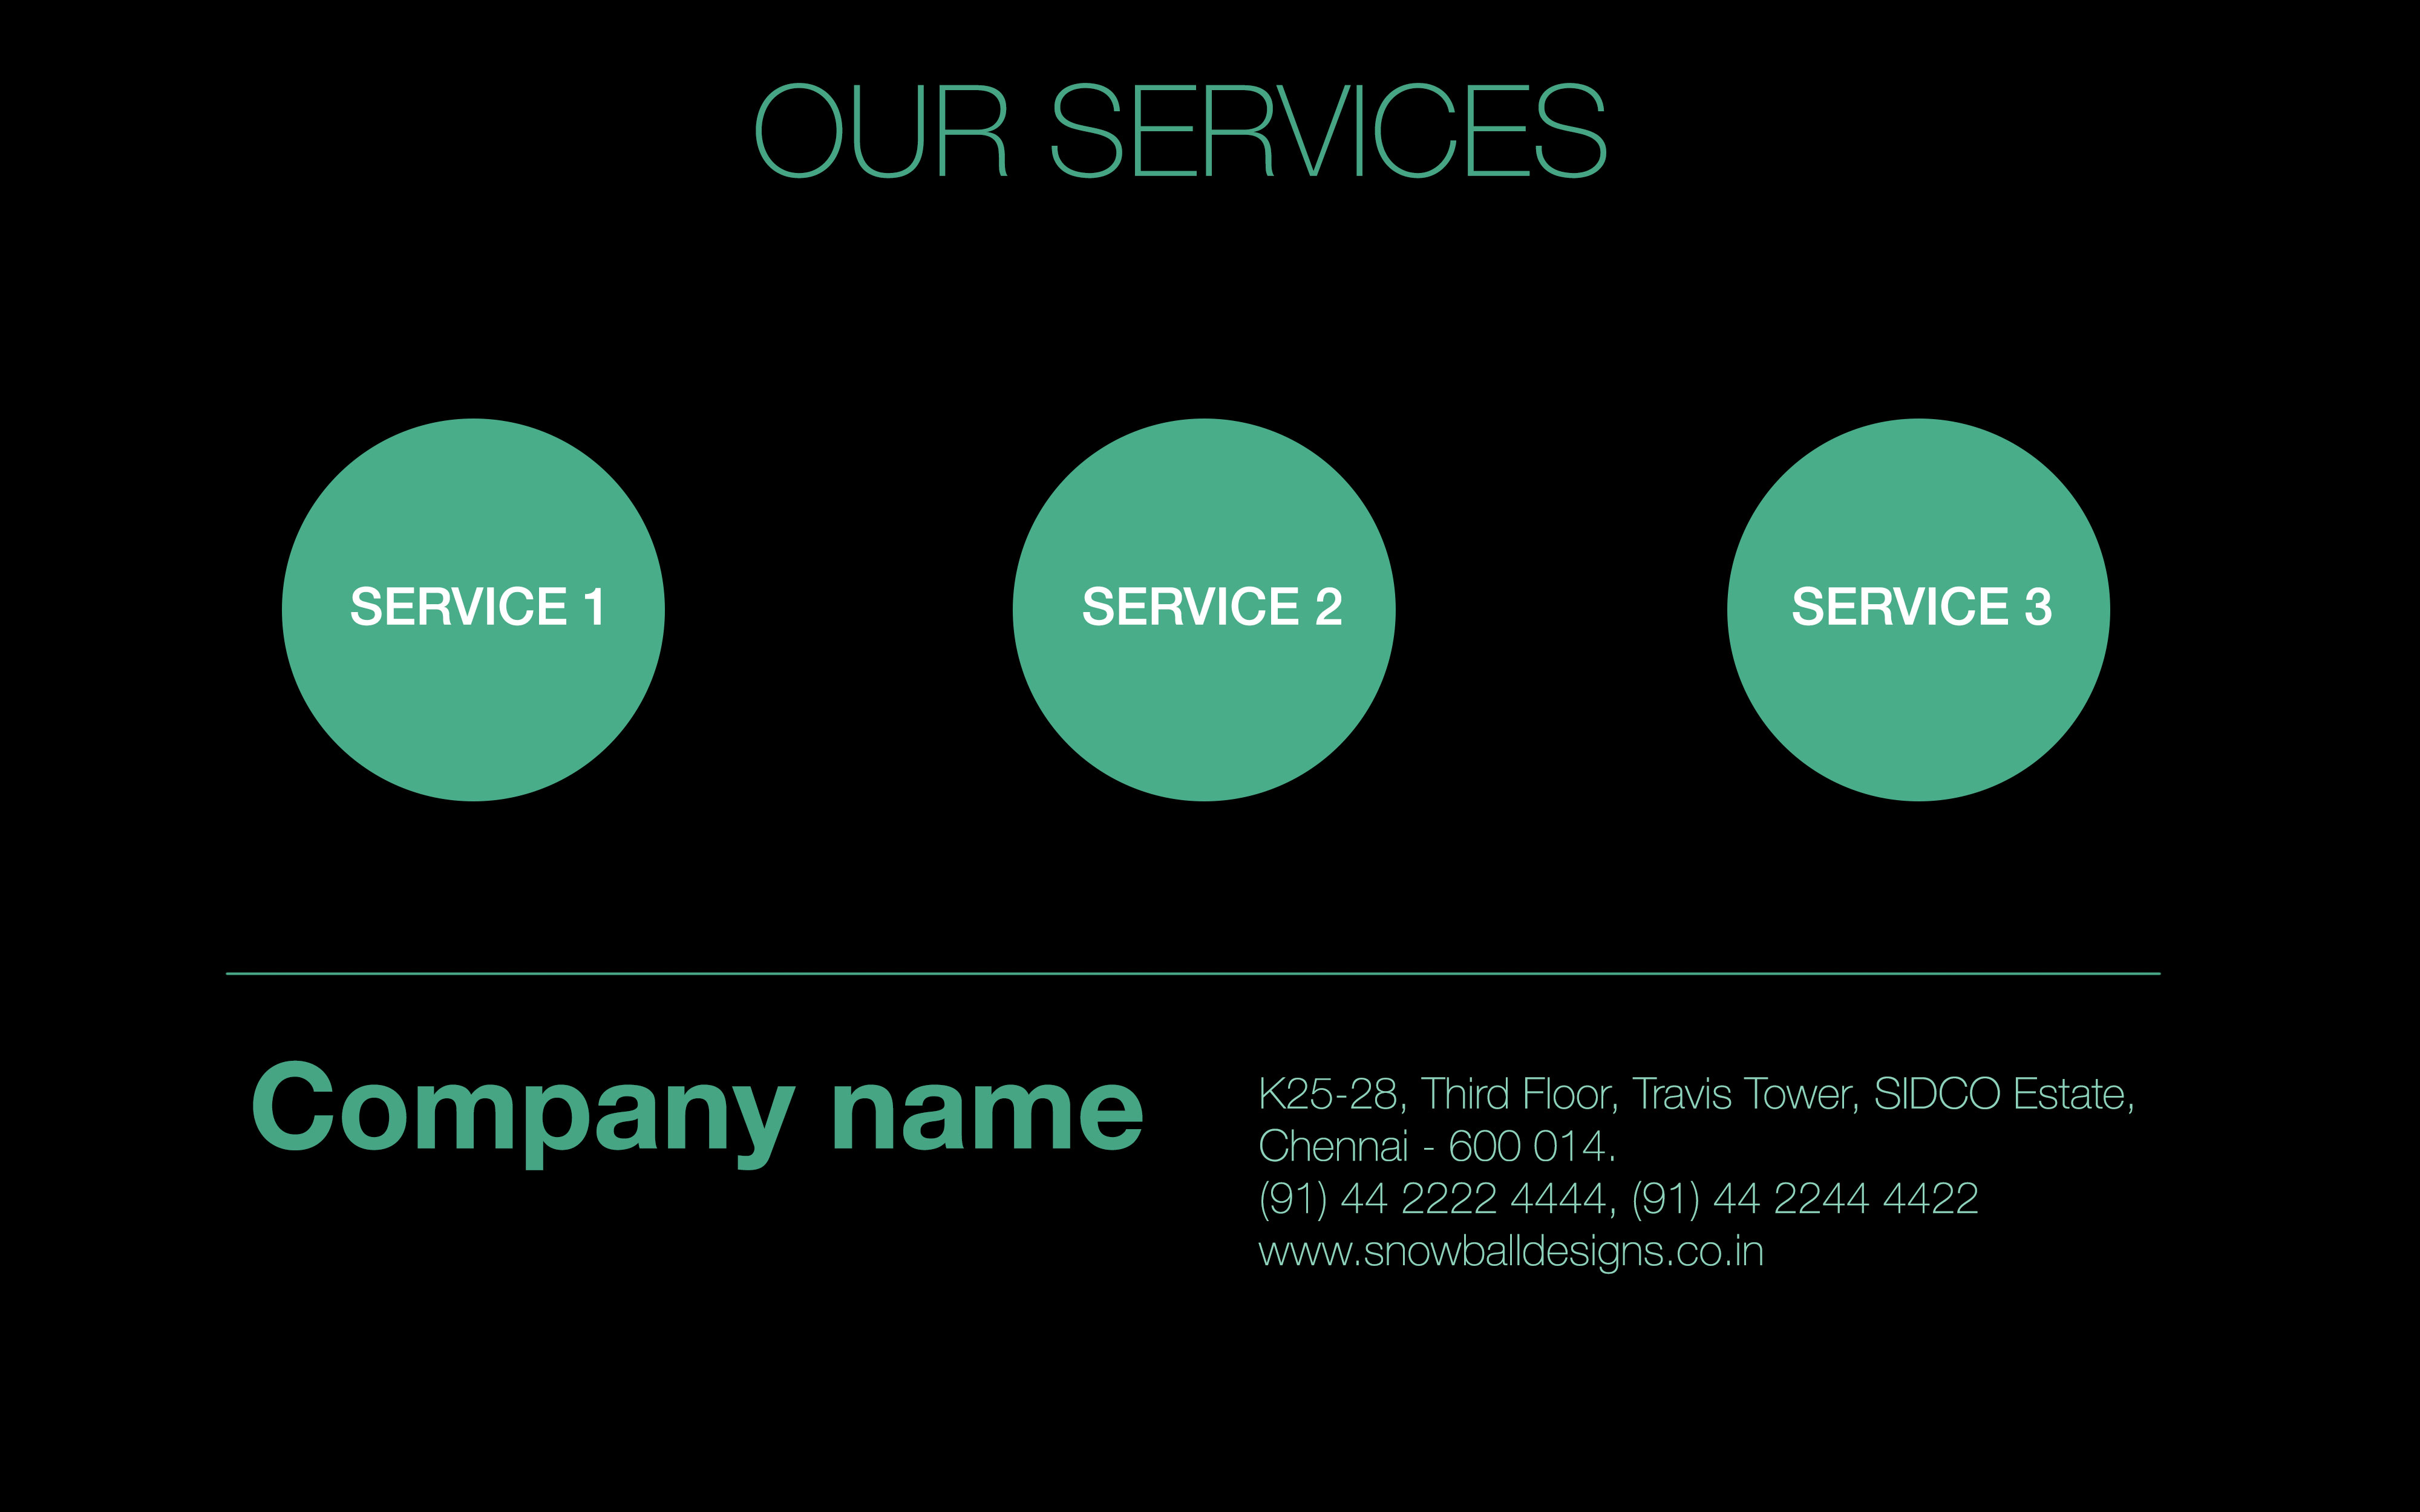 OUR SERVICES
SERVICE 1
SERVICE 2
SERVICE 3
Company name
K25-28, Third Floor, Travis Tower, SIDCO Estate,
Chennai - 600 014.
(91) 44 2222 4444, (91) 44 2244 4422
www.snowballdesigns.co.in